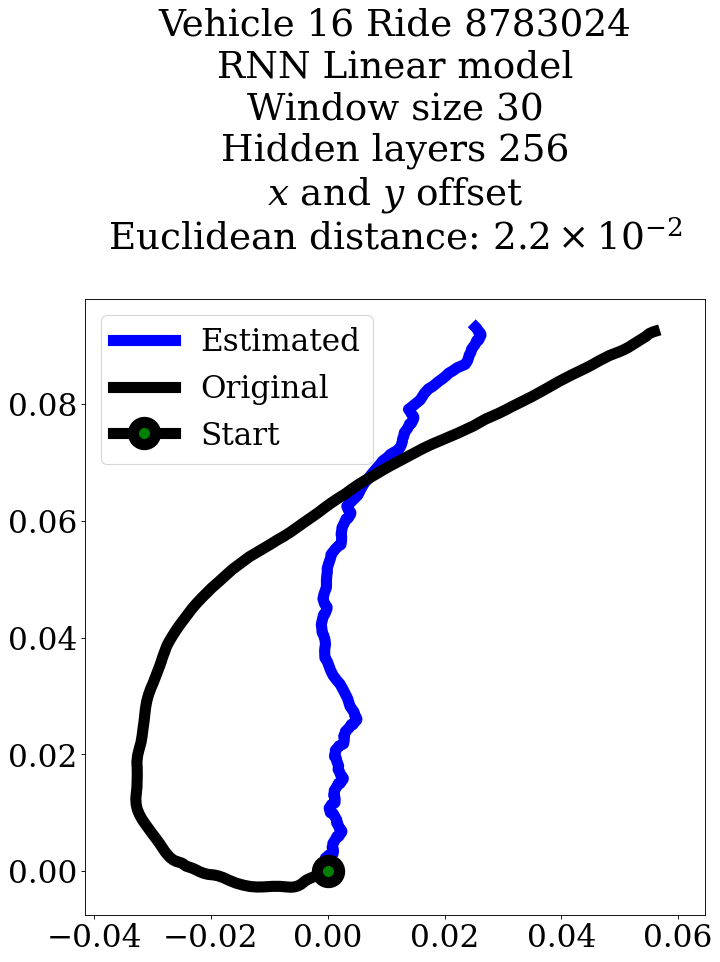 Vehicle 16 Ride 8783024
RNN Linear model
Window size 30
Hidden layers 256
x and y offset
Euclidean distance: 2.2 × 10⁻²
Estimated
Original
Start
0.08
0.06
0.04
0.02
0.00
−0.04 −0.02 0.00 0.02 0.04 0.06